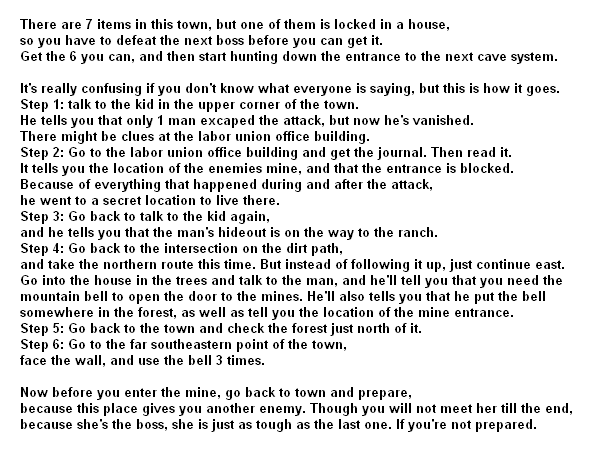 There are 7 items in this town, but one of them is locked in a house,
so you have to defeat the next boss before you can get it.
Get the 6 you can, and then start hunting down the entrance to the next cave system.

It's really confusing if you don't know what everyone is saying, but this is how it goes.
Step 1: talk to the kid in the upper corner of the town.
He tells you that only 1 man excaped the attack, but now he's vanished.
There might be clues at the labor union office building.
Step 2: Go to the labor union office building and get the journal. Then read it.
It tells you the location of the enemies mine, and that the entrance is blocked.
Because of everything that happened during and after the attack,
he went to a secret location to live there.
Step 3: Go back to talk to the kid again,
and he tells you that the man's hideout is on the way to the ranch.
Step 4: Go back to the intersection on the dirt path,
and take the northern route this time. But instead of following it up, just continue east.
Go into the house in the trees and talk to the man, and he'll tell you that you need the
mountain bell to open the door to the mines. He'll also tells you that he put the bell
somewhere in the forest, as well as tell you the location of the mine entrance.
Step 5: Go back to the town and check the forest just north of it.
Step 6: Go to the far southeastern point of the town,
face the wall, and use the bell 3 times.

Now before you enter the mine, go back to town and prepare,
because this place gives you another enemy. Though you will not meet her till the end,
because she's the boss, she is just as tough as the last one. If you're not prepared.